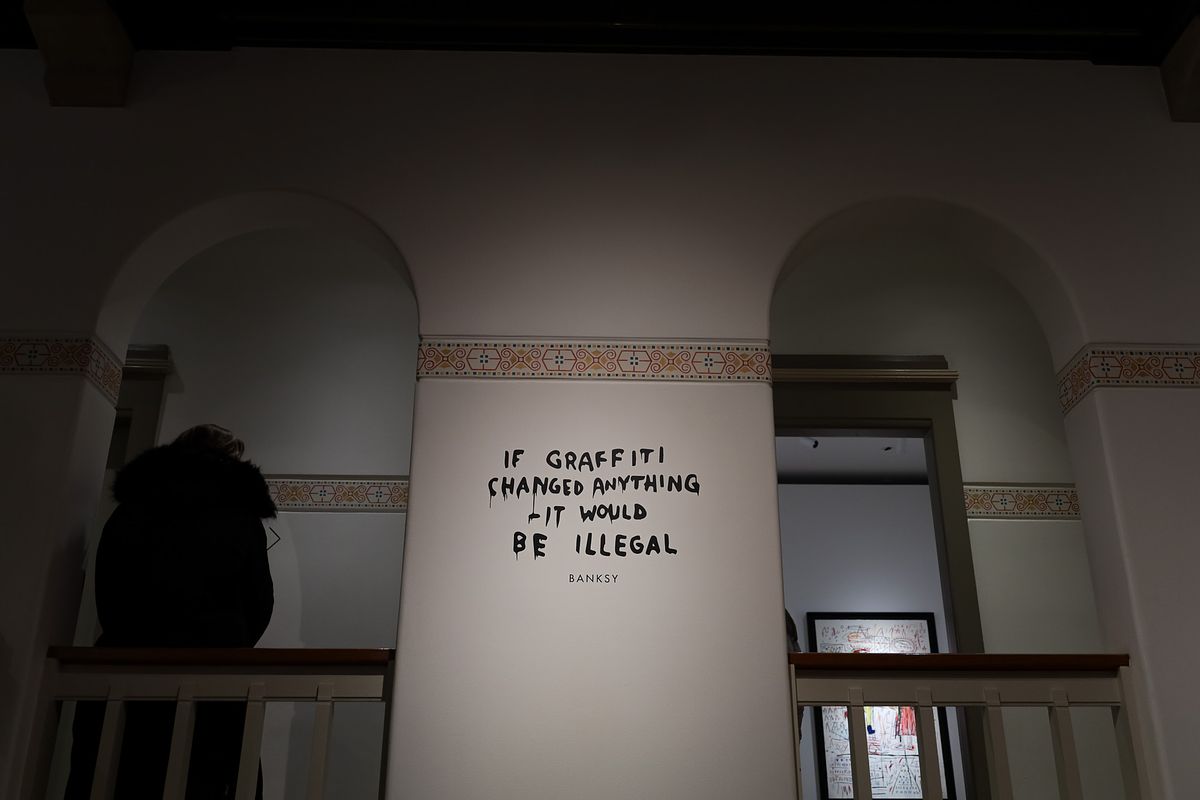 IF GRAFFITI
CHANGED ANYTHING
-IT WOULD
BE ILLEGAL
BANKSY